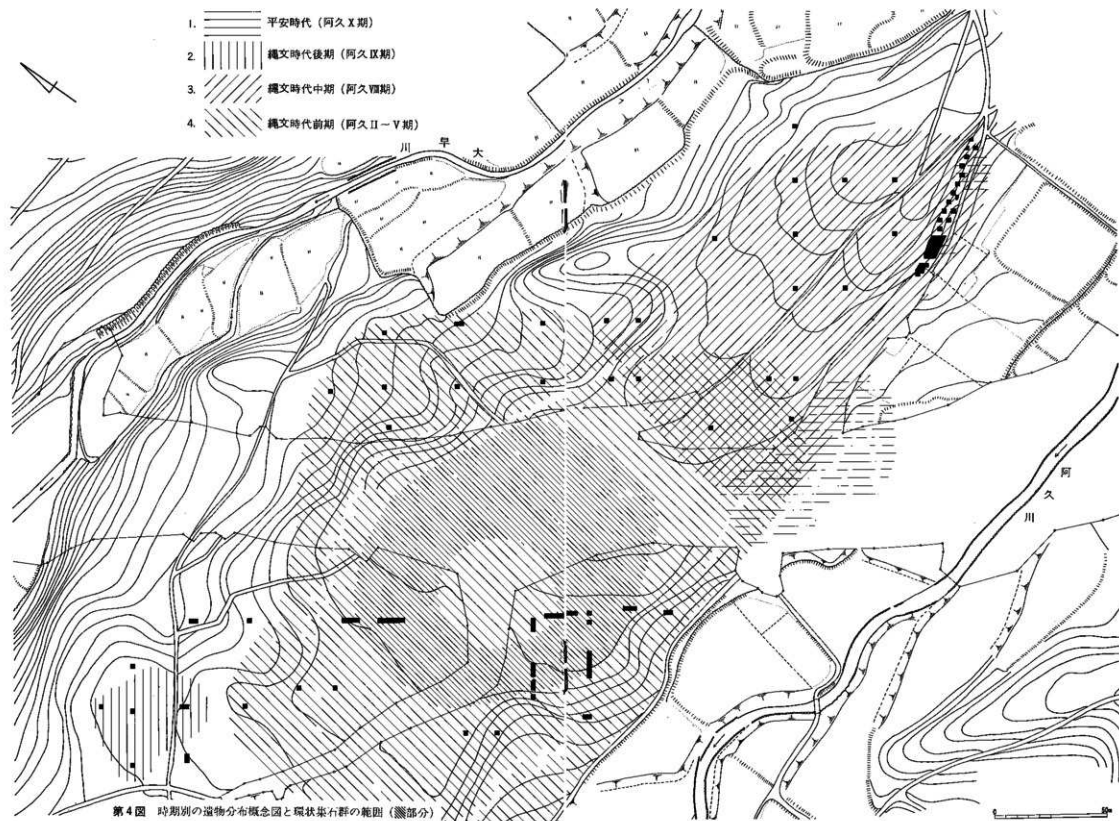 1. 平安時代 (阿久X期)
2. 縄文時代後期 (阿久IX期)
3. 縄文時代中期 (阿久VIII期)
4. 縄文時代前期 (阿久II〜V期)
大早川
阿久川
第4図 時期別の遺物分布概念図と環状集石群の範囲 (部分)
0 50m